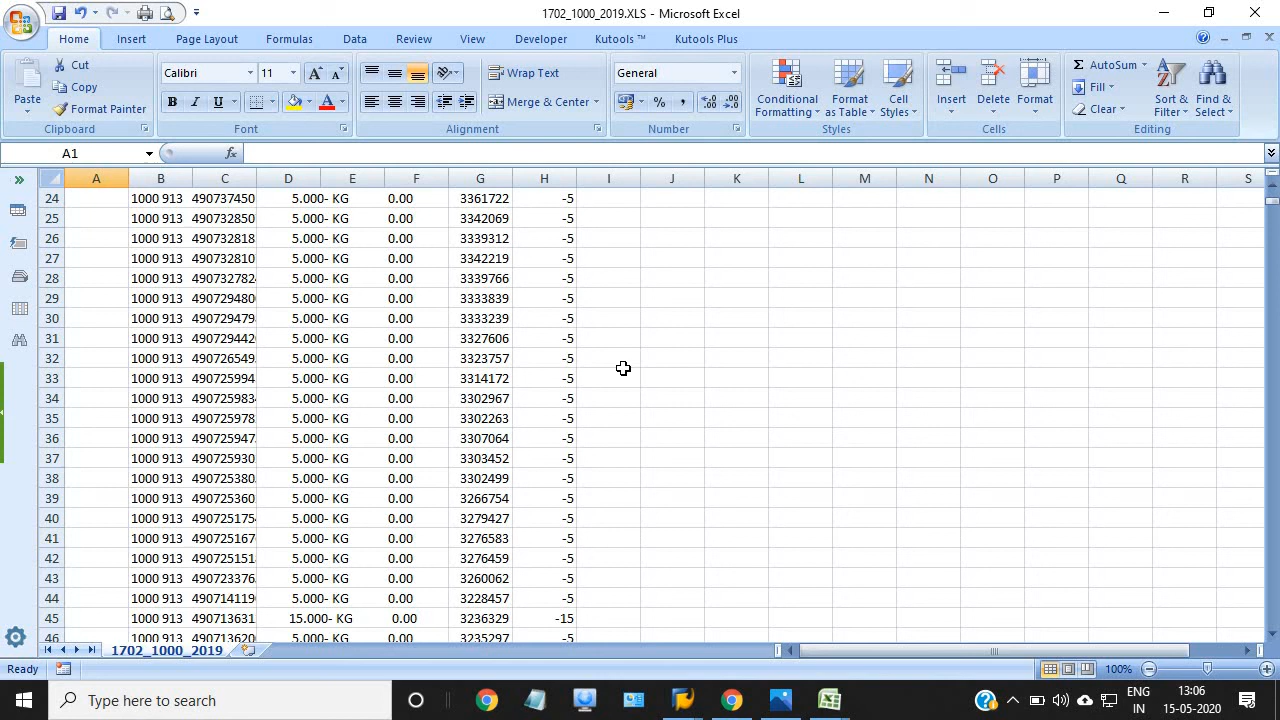 1702_1000_2019.XLS - Microsoft Excel
Home Insert Page Layout Formulas Data Review View Developer Kutools ™ Kutools Plus
Paste
Cut
Copy
Format Painter
Clipboard
Calibri 11
B I U
Font
Wrap Text
Merge & Center
Alignment
General
%
Number
Conditional Formatting
Format as Table
Cell Styles
Styles
Insert
Delete
Format
Cells
Σ AutoSum
Fill
Clear
Sort & Filter
Find & Select
Editing
A1 fx
A B C D E F G H I J K L M N O P Q R S
24 1000 913 490737450 5.000- KG 0.00 3361722 -5
25 1000 913 490732850 5.000- KG 0.00 3342069 -5
26 1000 913 490732818 5.000- KG 0.00 3339312 -5
27 1000 913 490732810 5.000- KG 0.00 3342219 -5
28 1000 913 490732782 5.000- KG 0.00 3339766 -5
29 1000 913 490729480 5.000- KG 0.00 3333839 -5
30 1000 913 490729479 5.000- KG 0.00 3333239 -5
31 1000 913 490729442 5.000- KG 0.00 3327606 -5
32 1000 913 490726549 5.000- KG 0.00 3323757 -5
33 1000 913 490725994 5.000- KG 0.00 3314172 -5
34 1000 913 490725983 5.000- KG 0.00 3302967 -5
35 1000 913 490725978 5.000- KG 0.00 3302263 -5
36 1000 913 490725947 5.000- KG 0.00 3307064 -5
37 1000 913 490725930 5.000- KG 0.00 3303452 -5
38 1000 913 490725380 5.000- KG 0.00 3302499 -5
39 1000 913 490725360 5.000- KG 0.00 3266754 -5
40 1000 913 490725175 5.000- KG 0.00 3279427 -5
41 1000 913 490725167 5.000- KG 0.00 3276583 -5
42 1000 913 490725151 5.000- KG 0.00 3276459 -5
43 1000 913 490723376 5.000- KG 0.00 3260062 -5
44 1000 913 490714119 5.000- KG 0.00 3228457 -5
45 1000 913 490713631 15.000- KG 0.00 3236329 -15
46 1000 913 490713620 5.000- KG 0.00 3235297 -5
1702_1000_2019
Ready 100%
Type here to search
ENG
IN
13:06
15-05-2020